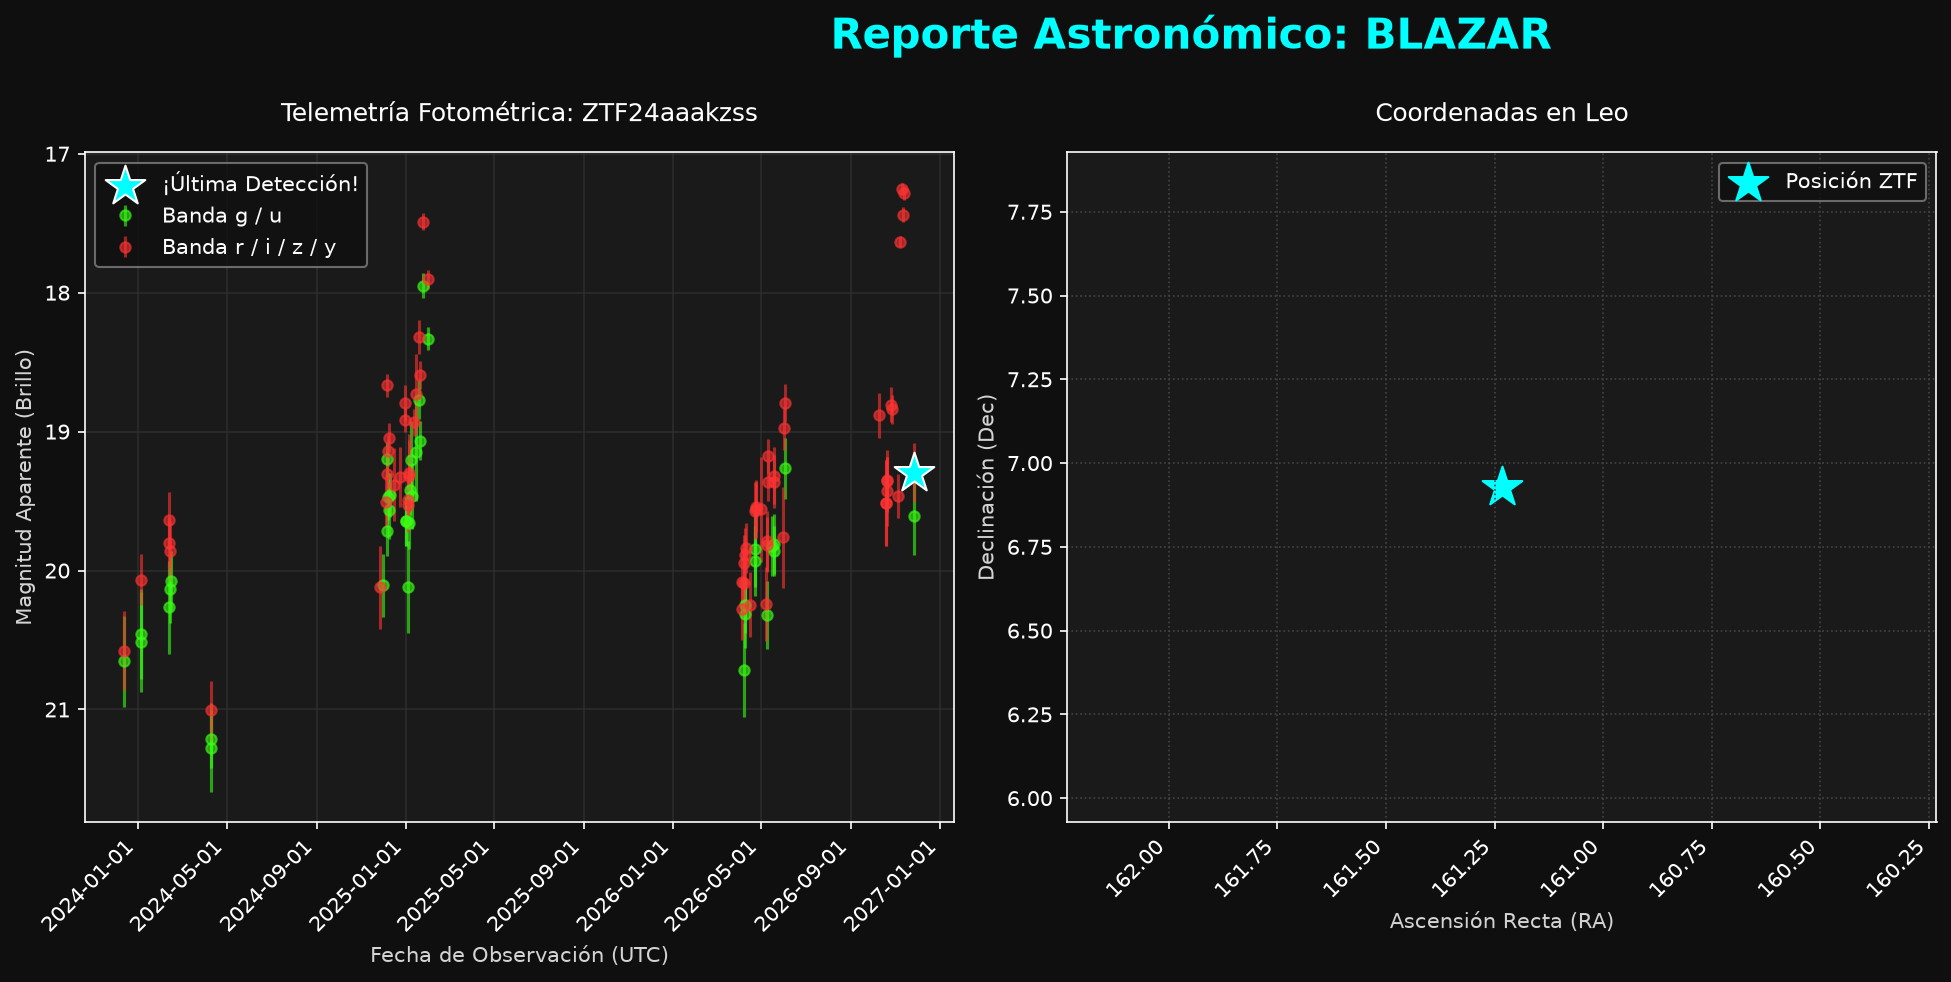 Reporte Astronómico: BLAZAR
Telemetría Fotométrica: ZTF24aaakzss
¡Última Detección!
Banda g / u
Banda r / i / z / y
17
18
19
20
21
Magnitud Aparente (Brillo)
2024-01-01
2024-05-01
2024-09-01
2025-01-01
2025-05-01
2025-09-01
2026-01-01
2026-05-01
2026-09-01
2027-01-01
Fecha de Observación (UTC)
Coordenadas en Leo
Posición ZTF
7.75
7.50
7.25
7.00
6.75
6.50
6.25
6.00
Declinación (Dec)
162.00
161.75
161.50
161.25
161.00
160.75
160.50
160.25
Ascensión Recta (RA)